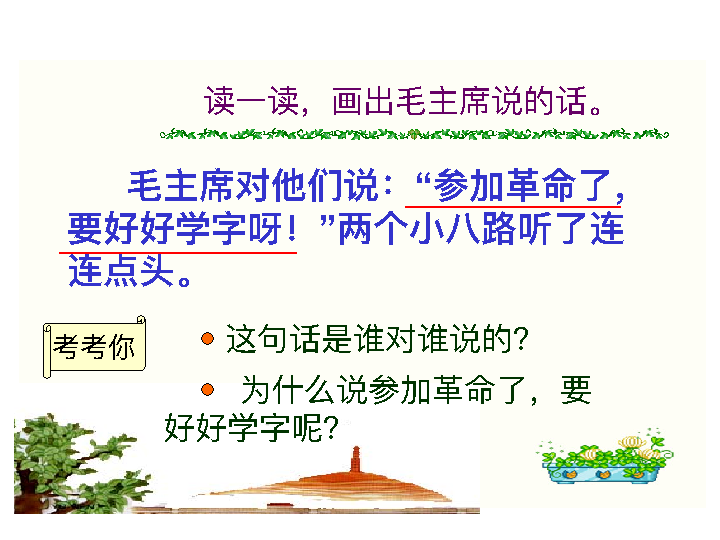 读一读，画出毛主席说的话。
毛主席对他们说：“参加革命了，
要好好学字呀！”两个小八路听了连
连点头。
考考你
这句话是谁对谁说的？
为什么说参加革命了，要
好好学字呢？